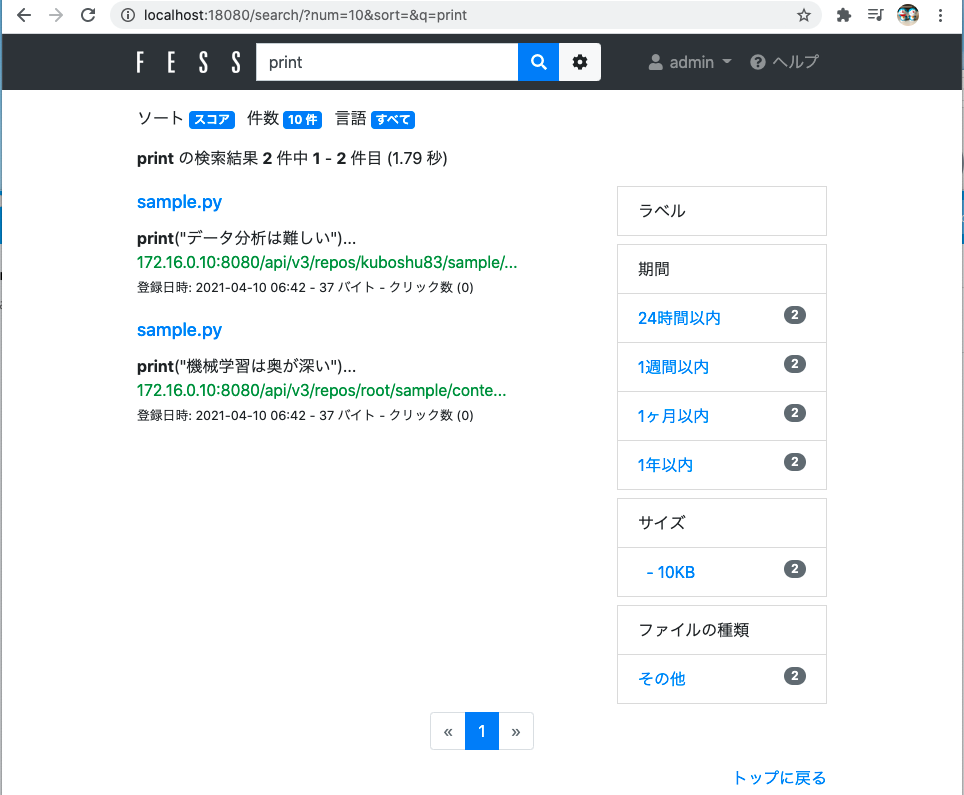 localhost:18080/search/?num=10&sort=&q=print
FESS print admin ヘルプ
ソート スコア 件数 10 件 言語 すべて
print の検索結果 2 件中 1 - 2 件目 (1.79 秒)
sample.py
print("データ分析は難しい")...
172.16.0.10:8080/api/v3/repos/kuboshu83/sample/...
登録日時: 2021-04-10 06:42 - 37 バイト - クリック数 (0)
sample.py
print("機械学習は奥が深い")...
172.16.0.10:8080/api/v3/repos/root/sample/conte...
登録日時: 2021-04-10 06:42 - 37 バイト - クリック数 (0)
ラベル
期間
24時間以内 2
1週間以内 2
1ヶ月以内 2
1年以内 2
サイズ
- 10KB 2
ファイルの種類
その他 2
« 1 »
トップに戻る